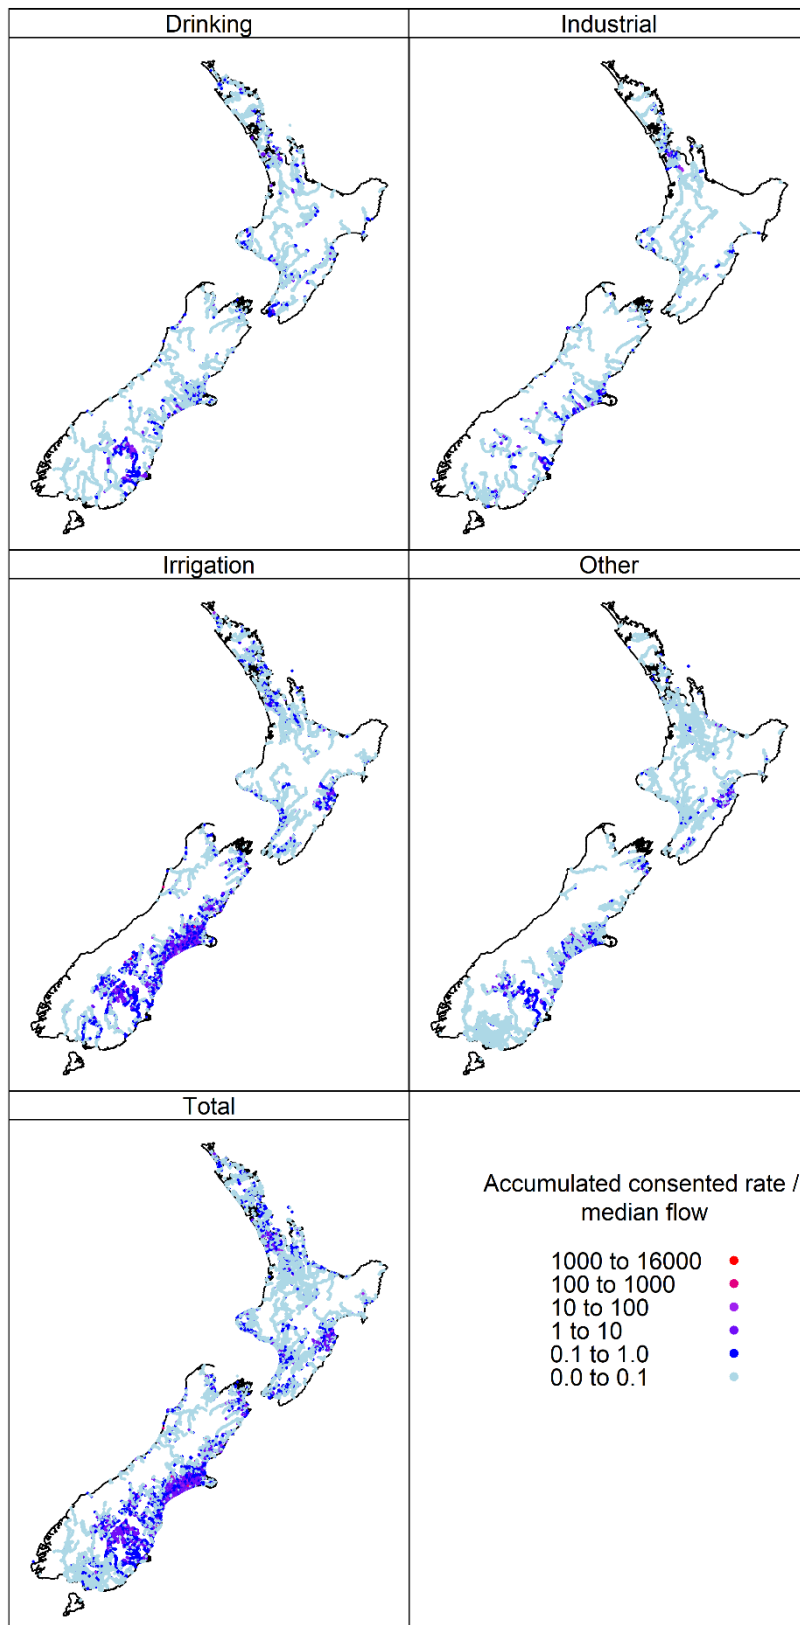 Drinking
Industrial
Irrigation
Other
Total
Accumulated consented rate /
median flow
1000 to 16000
100 to 1000
10 to 100
1 to 10
0.1 to 1.0
0.0 to 0.1